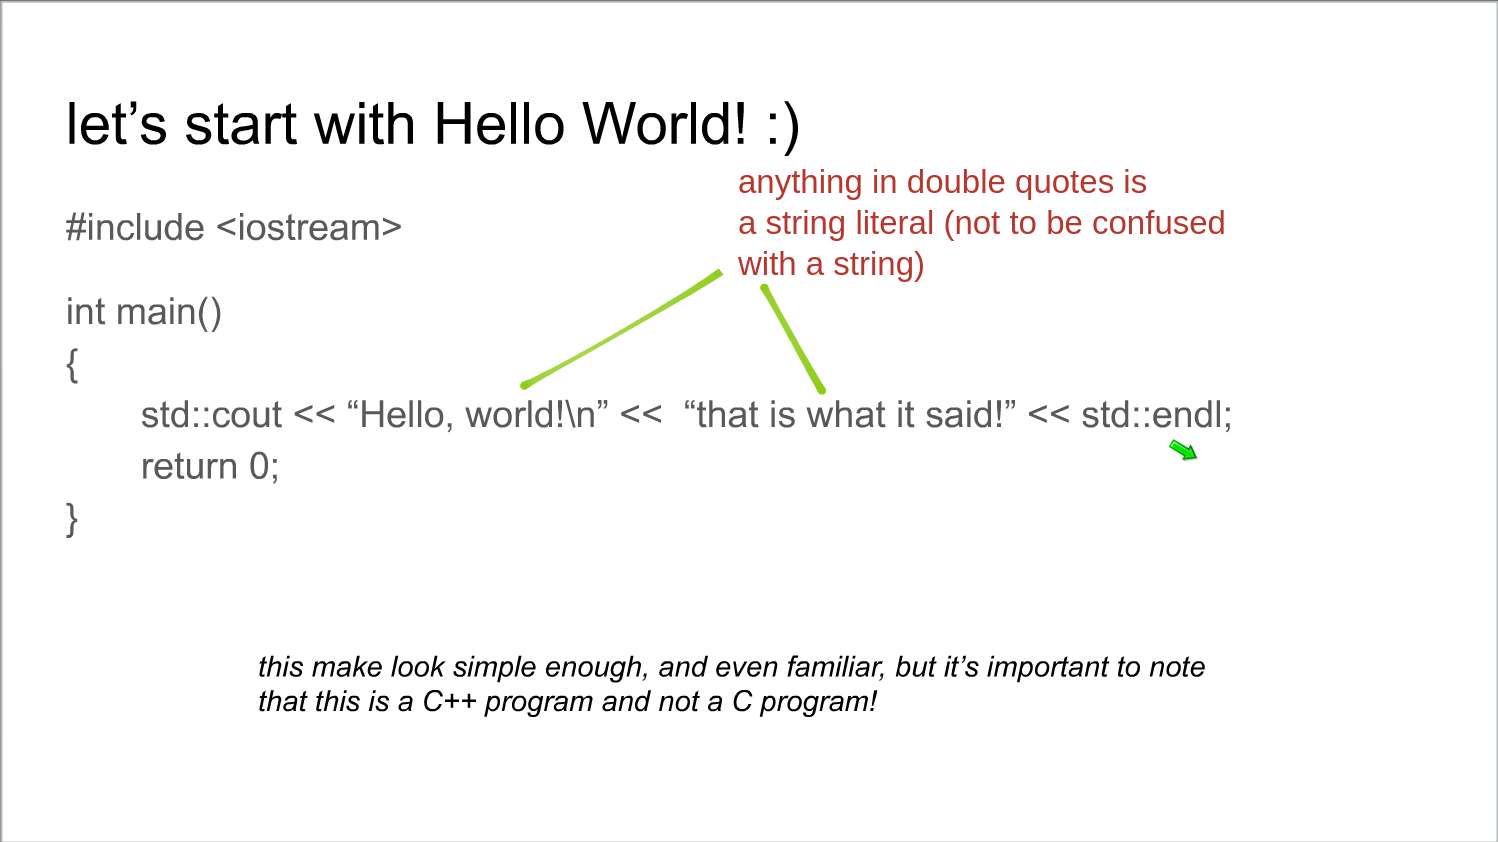 let’s start with Hello World! :)
anything in double quotes is
a string literal (not to be confused
with a string)
#include <iostream>
int main()
{
std::cout << “Hello, world!\n” <<  “that is what it said!” << std::endl;
return 0;
}
this make look simple enough, and even familiar, but it’s important to note
that this is a C++ program and not a C program!